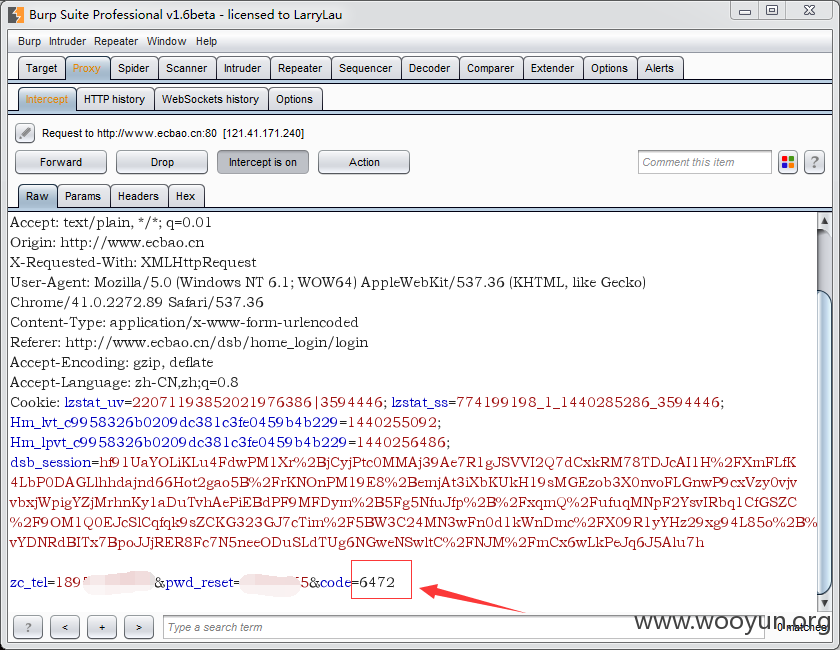 Burp Suite Professional v1.6beta - licensed to LarryLau
Burp Intruder Repeater Window Help
Target Proxy Spider Scanner Intruder Repeater Sequencer Decoder Comparer Extender Options Alerts
Intercept HTTP history WebSockets history Options
Request to http://www.ecbao.cn:80 [121.41.171.240]
Forward Drop Intercept is on Action Comment this item ?
Raw Params Headers Hex
Accept: text/plain, */*; q=0.01
Origin: http://www.ecbao.cn
X-Requested-With: XMLHttpRequest
User-Agent: Mozilla/5.0 (Windows NT 6.1; WOW64) AppleWebKit/537.36 (KHTML, like Gecko)
Chrome/41.0.2272.89 Safari/537.36
Content-Type: application/x-www-form-urlencoded
Referer: http://www.ecbao.cn/dsb/home_login/login
Accept-Encoding: gzip, deflate
Accept-Language: zh-CN,zh;q=0.8
Cookie: lzstat_uv=22071193852021976386|3594446; lzstat_ss=774199198_1_1440285286_3594446;
Hm_lvt_c9958326b0209dc381c3fe0459b4b229=1440255092;
Hm_lpvt_c9958326b0209dc381c3fe0459b4b229=1440256486;
dsb_session=hf91UaYOLiKLu4FdwPM1Xr%2BjCyjPtc0MMAj39Ae7R1gJSVVI2Q7dCxkRM78TDJcAI1H%2FXmFLfK
4LbP0DAGLlhhdajnd66Hot2gao5B%2FrKNOnPM19E8%2BemjAt3iXbKUkH19sMGEzob3X0nvoFLGnwP9cxVzy0vjv
vbxjWpigYZjMrhnKy1aDuTvhAePiEBdPF9MFDym%2B5Fg5NfuJfp%2B%2FxqmQ%2FufuqMNpF2YsvIRbq1CfGSZC
%2F9OM1Q0EJcSlCqfqk9sZCKG323GJ7cTim%2F5BW3C24MN3wFn0d1kWnDmc%2FX09R1yYHz29xg94L85o%2B%
vYDNRdBITx7BpoJJjRER8Fc7N5neeODuSLdTUg6NGweNSwltC%2FNJM%2FmCx6wLkPeJq6J5Alu7h
zc_tel=189 &pwd_reset= 5&code=6472
? < + > Type a search term 0 matches
www.wooyun.org